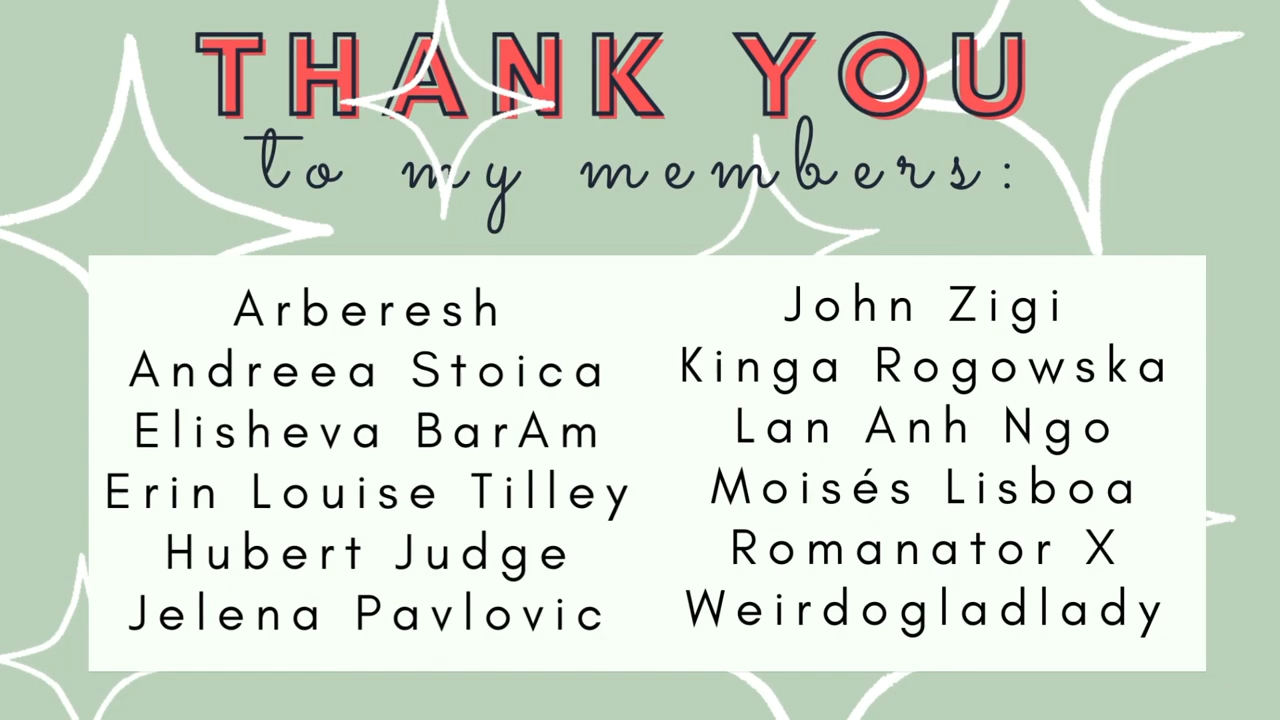 THANK YOU
to my members:
Arberesh
Andreea Stoica
Elisheva BarAm
Erin Louise Tilley
Hubert Judge
Jelena Pavlovic
John Zigi
Kinga Rogowska
Lan Anh Ngo
Moisés Lisboa
Romanator X
Weirdogladlady